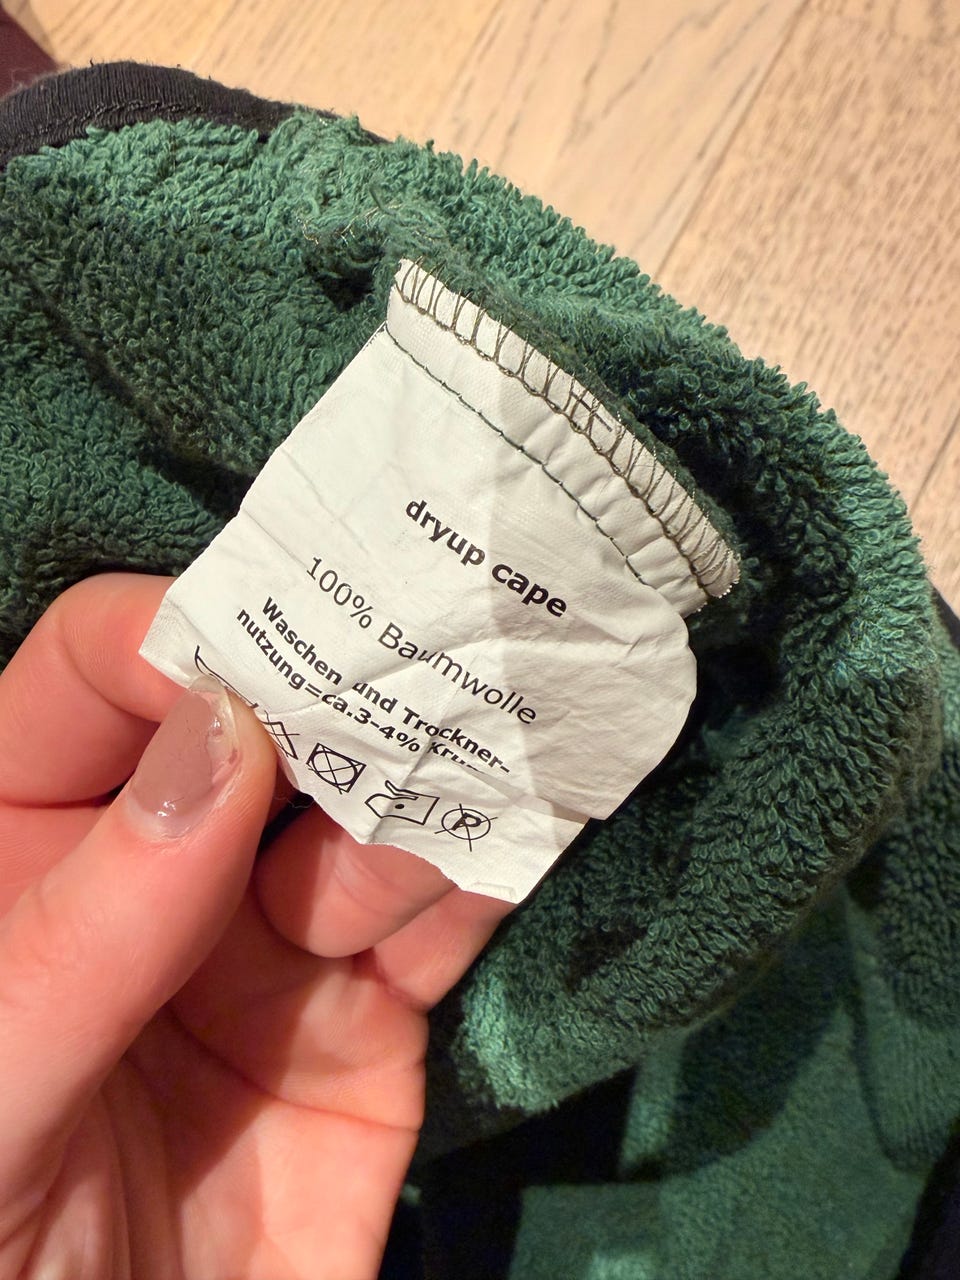 dryup cape
100% Baumwolle
Waschen und Trockner-
nutzung=ca.3-4%
P